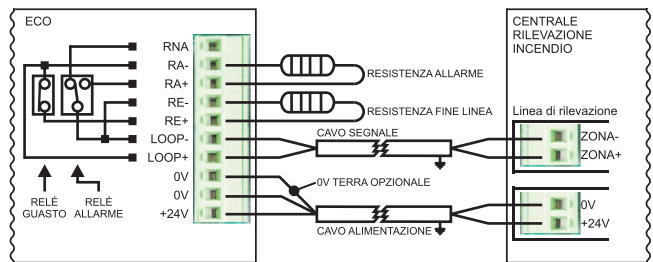 ECO
CENTRALE
RILEVAZIONE
INCENDIO
RNA
RA-
RA+
RE-
RE+
LOOP-
LOOP+
0V
0V
+24V
RELÉ
GUASTO
RELÉ
ALLARME
RESISTENZA ALLARME
RESISTENZA FINE LINEA
CAVO SEGNALE
0V TERRA OPZIONALE
CAVO ALIMENTAZIONE
Linea di rilevazione
ZONA-
ZONA+
0V
+24V